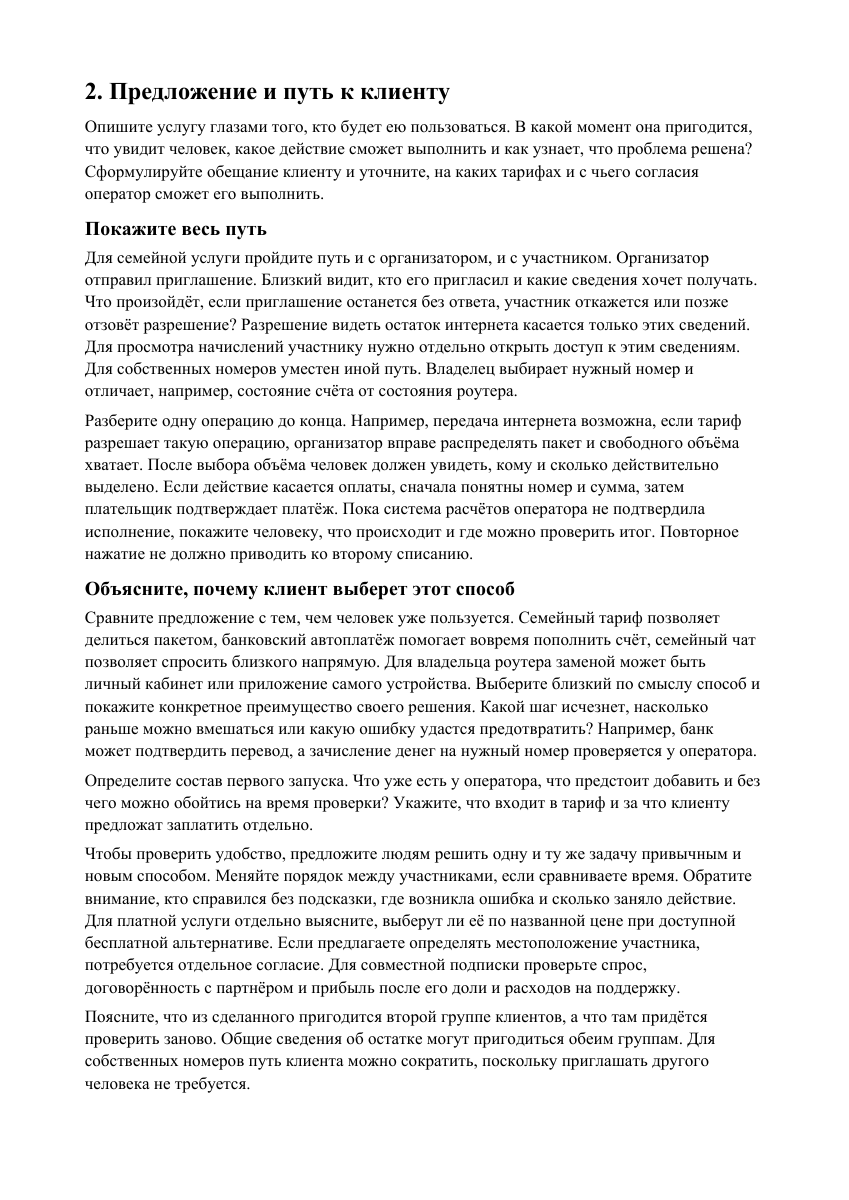 2. Предложение и путь к клиенту
Опишите услугу глазами того, кто будет ею пользоваться. В какой момент она пригодится,
что увидит человек, какое действие сможет выполнить и как узнает, что проблема решена?
Сформулируйте обещание клиенту и уточните, на каких тарифах и с чьего согласия
оператор сможет его выполнить.
Покажите весь путь
Для семейной услуги пройдите путь и с организатором, и с участником. Организатор
отправил приглашение. Близкий видит, кто его пригласил и какие сведения хочет получать.
Что произойдёт, если приглашение останется без ответа, участник откажется или позже
отзовёт разрешение? Разрешение видеть остаток интернета касается только этих сведений.
Для просмотра начислений участнику нужно отдельно открыть доступ к этим сведениям.
Для собственных номеров уместен иной путь. Владелец выбирает нужный номер и
отличает, например, состояние счёта от состояния роутера.
Разберите одну операцию до конца. Например, передача интернета возможна, если тариф
разрешает такую операцию, организатор вправе распределять пакет и свободного объёма
хватает. После выбора объёма человек должен увидеть, кому и сколько действительно
выделено. Если действие касается оплаты, сначала понятны номер и сумма, затем
плательщик подтверждает платёж. Пока система расчётов оператора не подтвердила
исполнение, покажите человеку, что происходит и где можно проверить итог. Повторное
нажатие не должно приводить ко второму списанию.
Объясните, почему клиент выберет этот способ
Сравните предложение с тем, чем человек уже пользуется. Семейный тариф позволяет
делиться пакетом, банковский автоплатёж помогает вовремя пополнить счёт, семейный чат
позволяет спросить близкого напрямую. Для владельца роутера заменой может быть
личный кабинет или приложение самого устройства. Выберите близкий по смыслу способ и
покажите конкретное преимущество своего решения. Какой шаг исчезнет, насколько
раньше можно вмешаться или какую ошибку удастся предотвратить? Например, банк
может подтвердить перевод, а зачисление денег на нужный номер проверяется у оператора.
Определите состав первого запуска. Что уже есть у оператора, что предстоит добавить и без
чего можно обойтись на время проверки? Укажите, что входит в тариф и за что клиенту
предложат заплатить отдельно.
Чтобы проверить удобство, предложите людям решить одну и ту же задачу привычным и
новым способом. Меняйте порядок между участниками, если сравниваете время. Обратите
внимание, кто справился без подсказки, где возникла ошибка и сколько заняло действие.
Для платной услуги отдельно выясните, выберут ли её по названной цене при доступной
бесплатной альтернативе. Если предлагаете определять местоположение участника,
потребуется отдельное согласие. Для совместной подписки проверьте спрос,
договорённость с партнёром и прибыль после его доли и расходов на поддержку.
Поясните, что из сделанного пригодится второй группе клиентов, а что там придётся
проверить заново. Общие сведения об остатке могут пригодиться обеим группам. Для
собственных номеров путь клиента можно сократить, поскольку приглашать другого
человека не требуется.